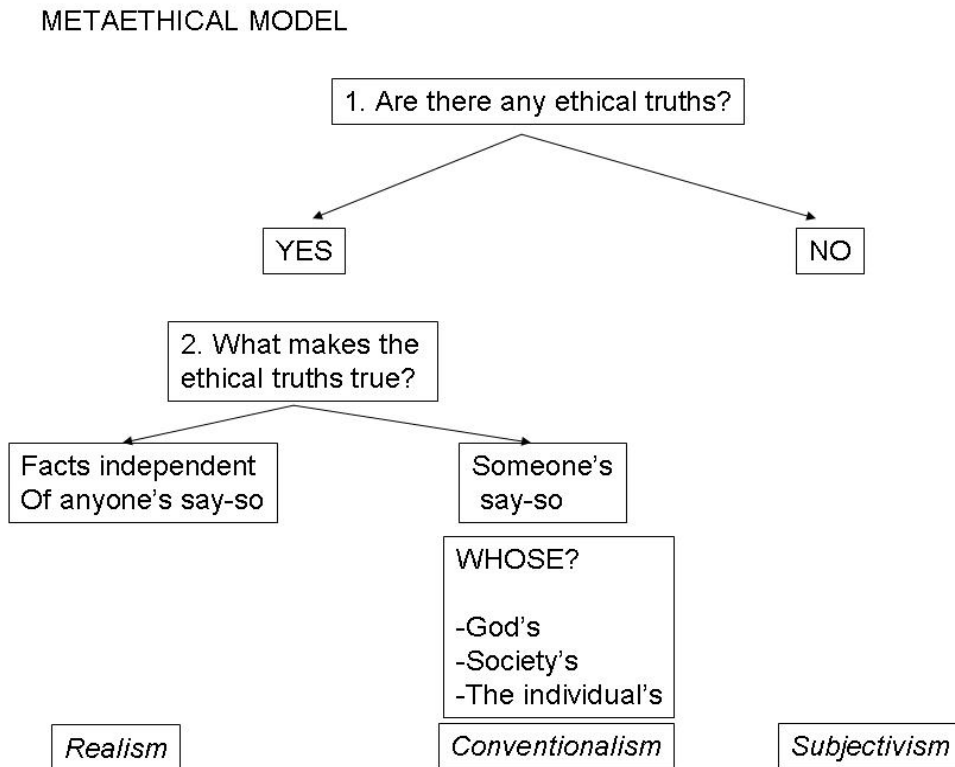 METAETHICAL MODEL
1. Are there any ethical truths?
YES
NO
2. What makes the
ethical truths true?
Facts independent
Of anyone's say-so
Someone's
say-so
WHOSE?
-God's
-Society's
-The individual's
Realism
Conventionalism
Subjectivism